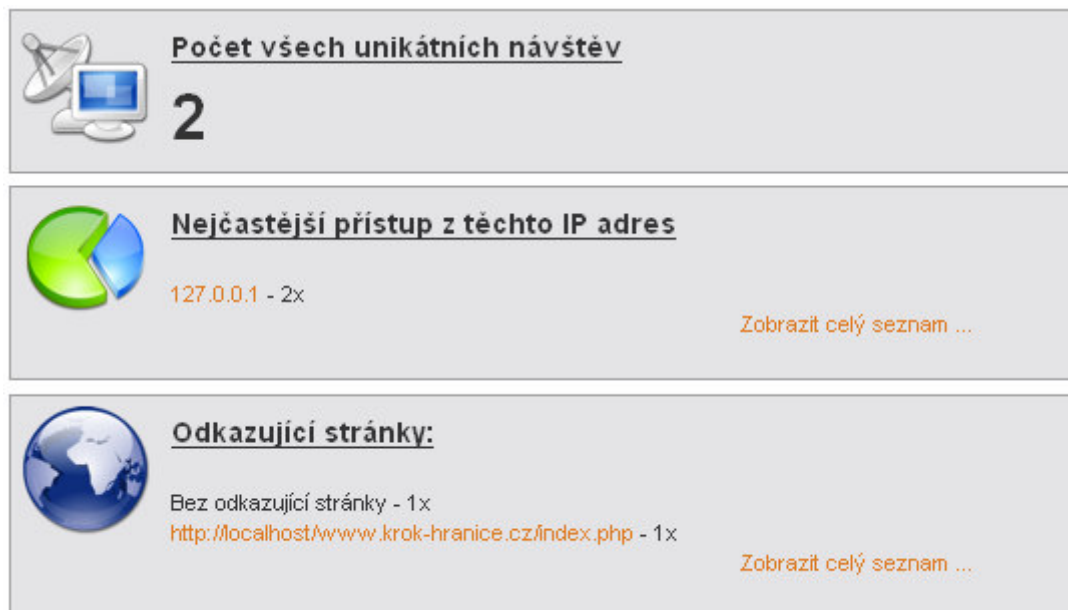 Počet všech unikátních návštěv
2
Nejčastější přístup z těchto IP adres
127.0.0.1 - 2x
Zobrazit celý seznam ...
Odkazující stránky:
Bez odkazující stránky - 1x
http://localhost/www.krok-hranice.cz/index.php - 1x
Zobrazit celý seznam ...